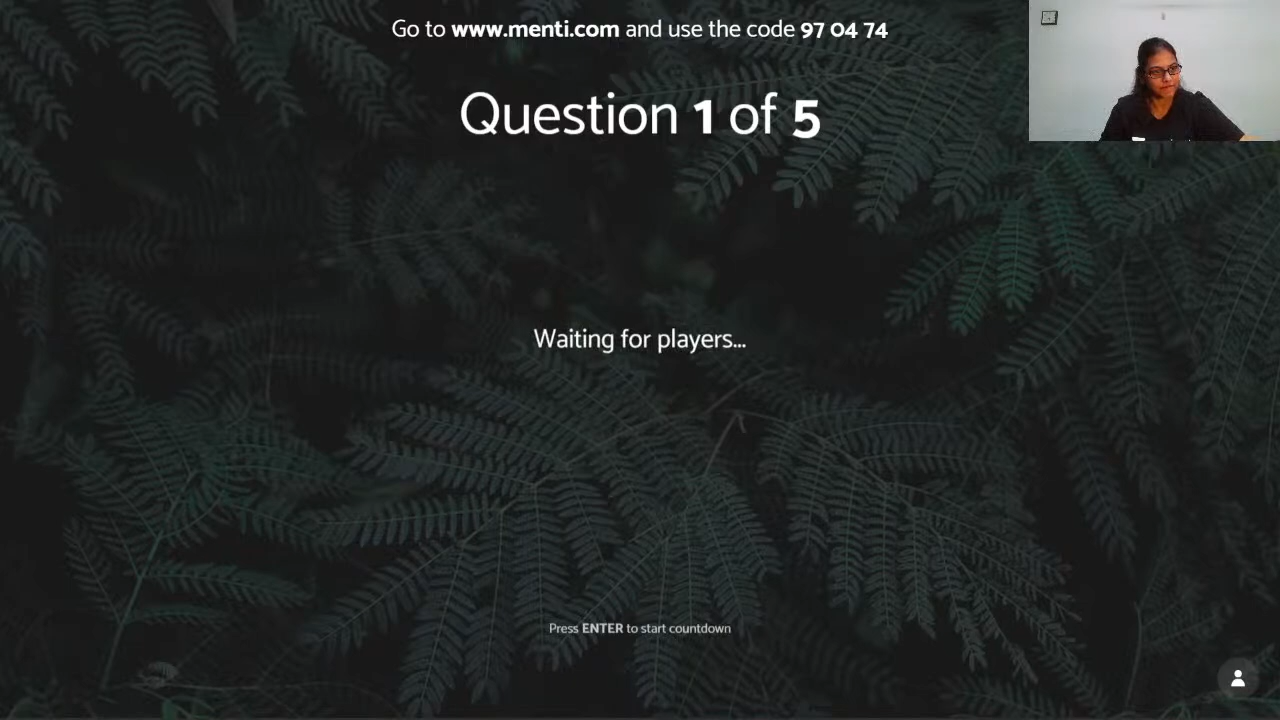 Go to www.menti.com and use the code 97 04 74
Question 1 of 5
Waiting for players...
Press ENTER to start countdown